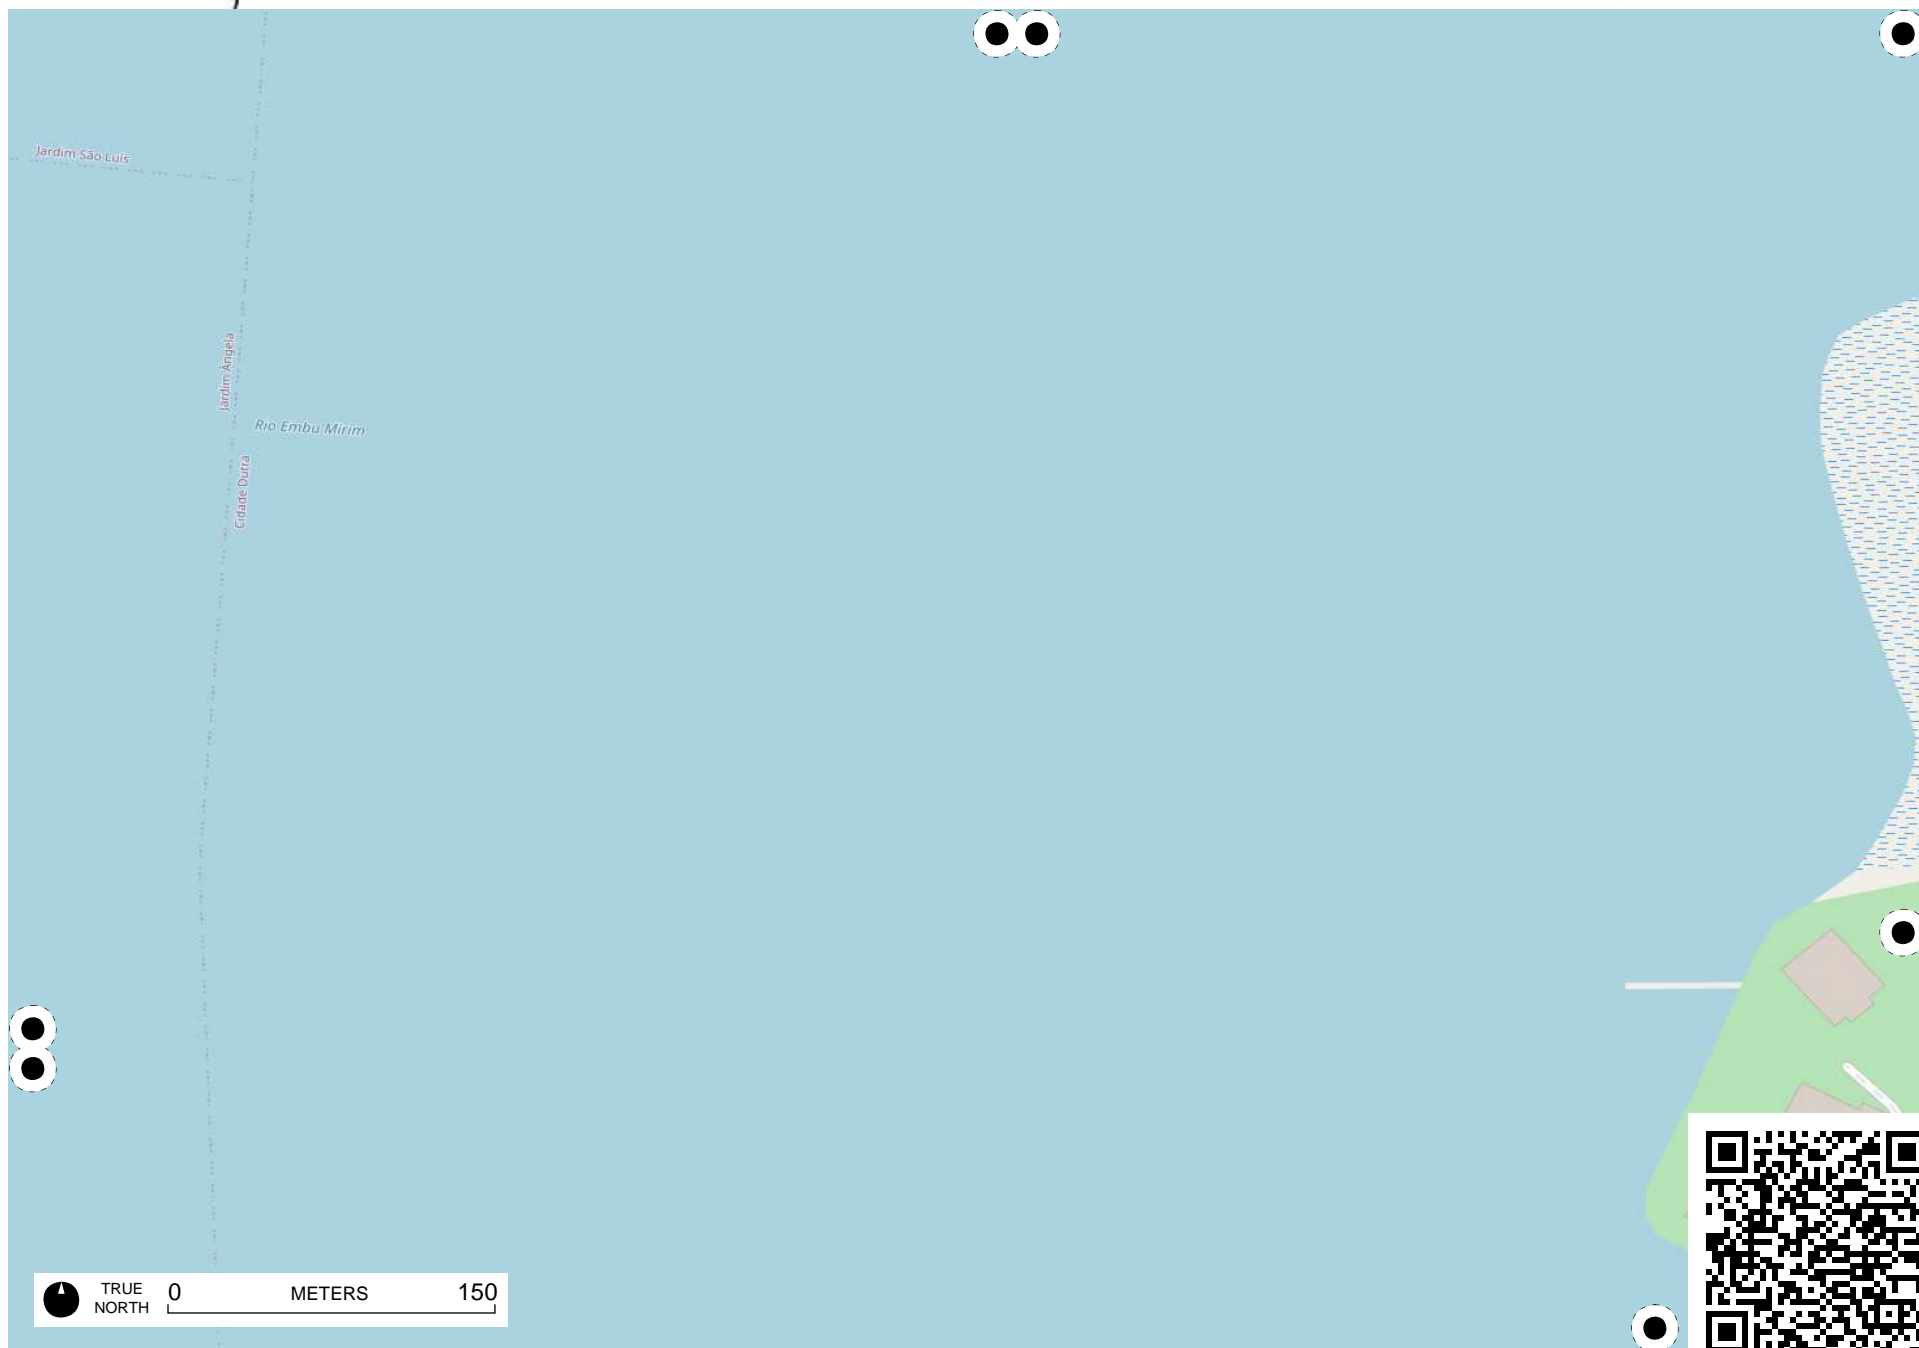 Jardim São Luís
Jardim Ângela
Rio Embu Mirim
Cidade Dutra
TRUE
NORTH
0 METERS 150